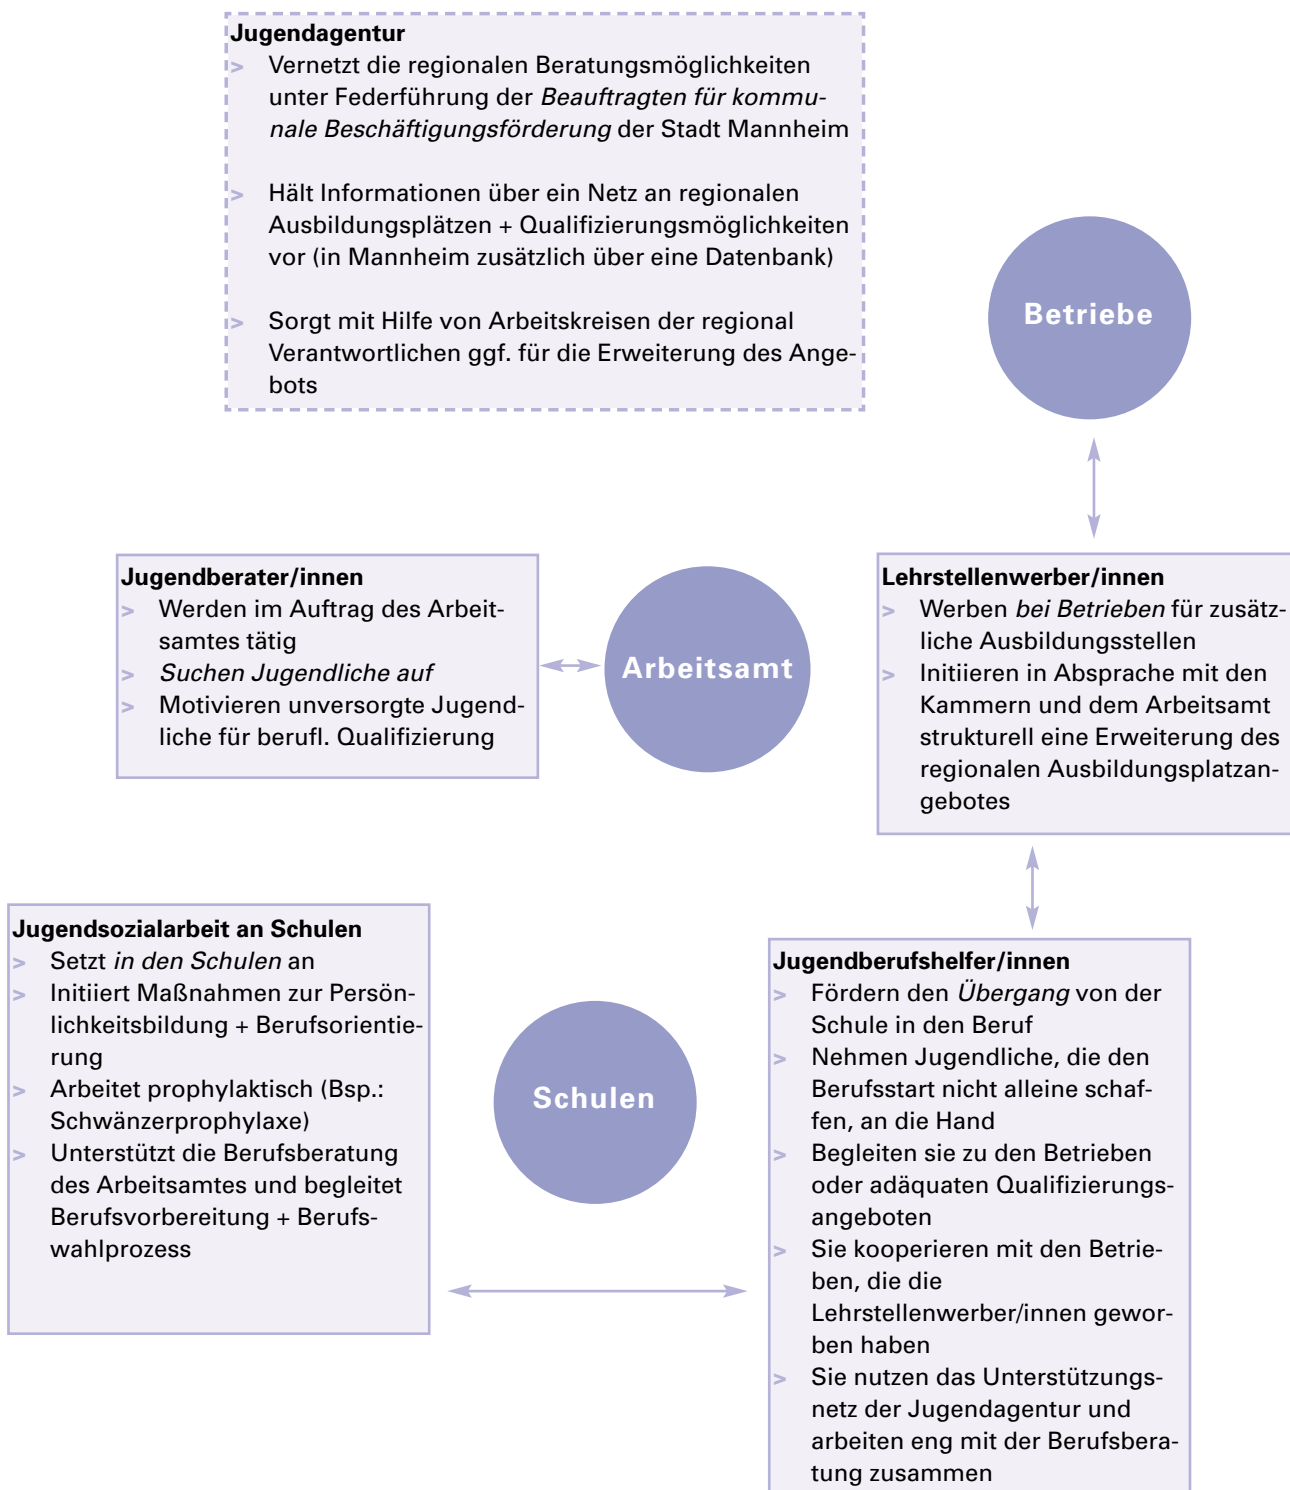 Jugendagentur
> Vernetzt die regionalen Beratungsmöglichkeiten
unter Federführung der Beauftragten für kommu-
nale Beschäftigungsförderung der Stadt Mannheim
> Hält Informationen über ein Netz an regionalen
Ausbildungsplätzen + Qualifizierungsmöglichkeiten
vor (in Mannheim zusätzlich über eine Datenbank)
> Sorgt mit Hilfe von Arbeitskreisen der regional
Verantwortlichen ggf. für die Erweiterung des Ange-
bots
Betriebe
Jugendberater/innen
> Werden im Auftrag des Arbeit-
samtes tätig
> Suchen Jugendliche auf
> Motivieren unversorgte Jugend-
liche für berufl. Qualifizierung
Arbeitsamt
Lehrstellenwerber/innen
> Werben bei Betrieben für zusätz-
liche Ausbildungsstellen
> Initiieren in Absprache mit den
Kammern und dem Arbeitsamt
strukturell eine Erweiterung des
regionalen Ausbildungsplatzan-
gebotes
Jugendsozialarbeit an Schulen
> Setzt in den Schulen an
> Initiiert Maßnahmen zur Persön-
lichkeitsbildung + Berufsorientie-
rung
> Arbeitet prophylaktisch (Bsp.:
Schwänzerprophylaxe)
> Unterstützt die Berufsberatung
des Arbeitsamtes und begleitet
Berufsvorbereitung + Berufs-
wahlprozess
Schulen
Jugendberufshelfer/innen
> Fördern den Übergang von der
Schule in den Beruf
> Nehmen Jugendliche, die den
Berufsstart nicht alleine schaf-
fen, an die Hand
> Begleiten sie zu den Betrieben
oder adäquaten Qualifizierungs-
angeboten
> Sie kooperieren mit den Betrie-
ben, die die
Lehrstellenwerber/innen gewor-
ben haben
> Sie nutzen das Unterstützungs-
netz der Jugendagentur und
arbeiten eng mit der Berufsbera-
tung zusammen